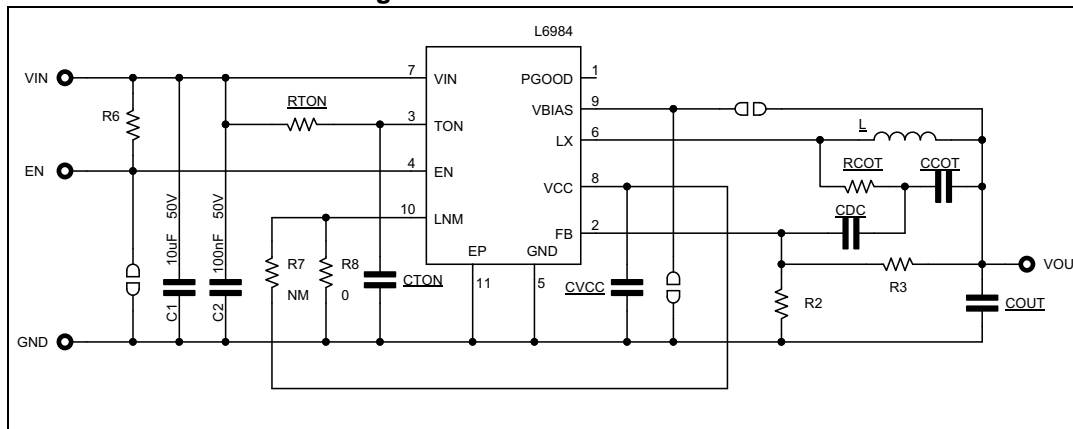 L6984
VIN
7
VIN
PGOOD
1
R6
RTON
3
TON
VBIAS
9
L
LX
6
EN
4
EN
RCOT
CCOT
VCC
8
10uF 50V
100nF 50V
10
LNM
CDC
FB
2
R7
R8
EP
GND
VOU
NM
0
CTON
11
5
CVCC
R3
R2
COUT
C1
C2
GND